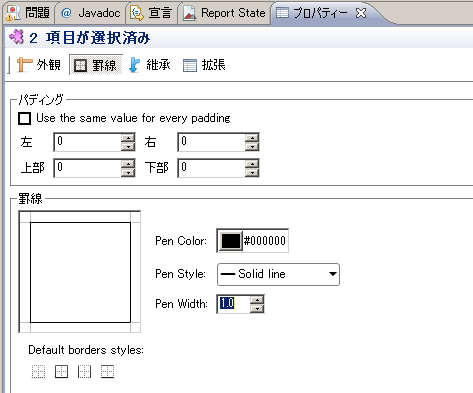 問題 @ Javadoc 宣言 Report State プロパティー
2 項目が選択済み
外観 罫線 継承 拡張
パディング
Use the same value for every padding
左 0 右 0
上部 0 下部 0
罫線
Pen Color: #000000
Pen Style: Solid line
Pen Width: 1.0
Default borders styles: